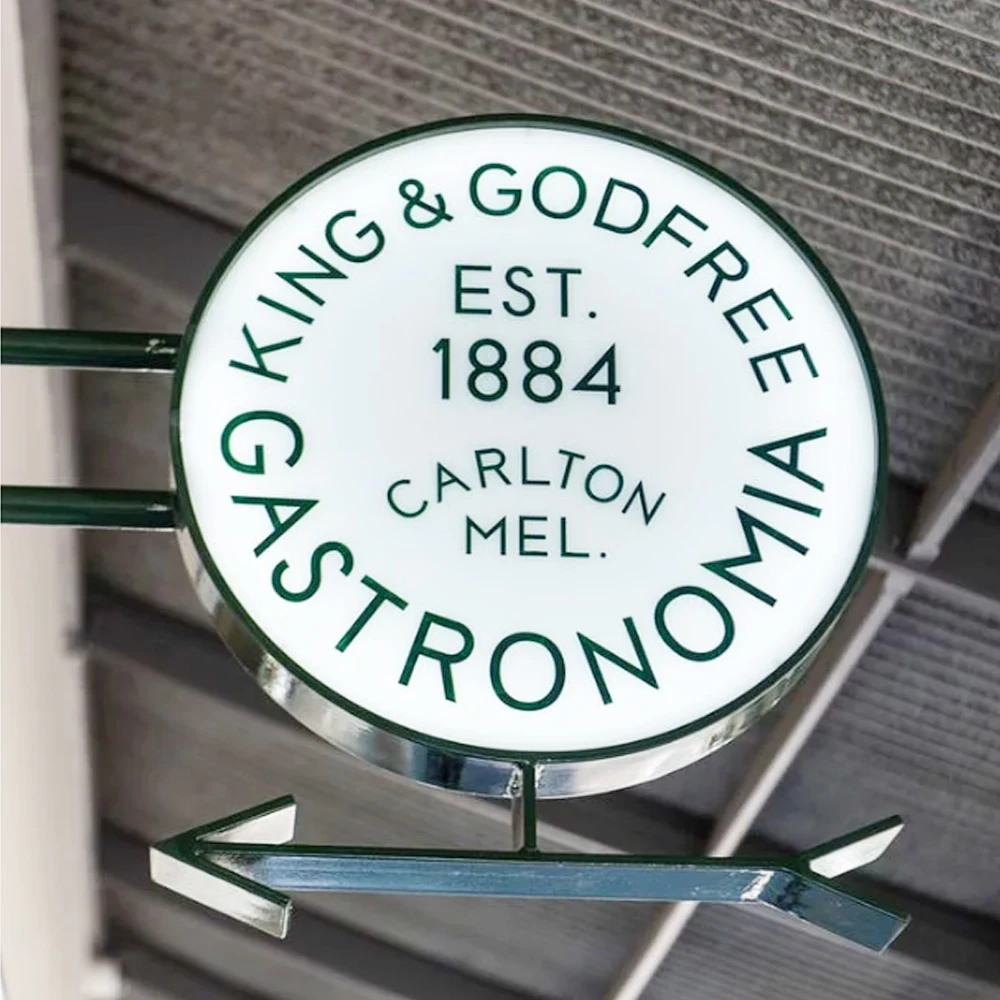 KING & GODFREE
EST.
1884
CARLTON
MEL.
GASTRONOMIA